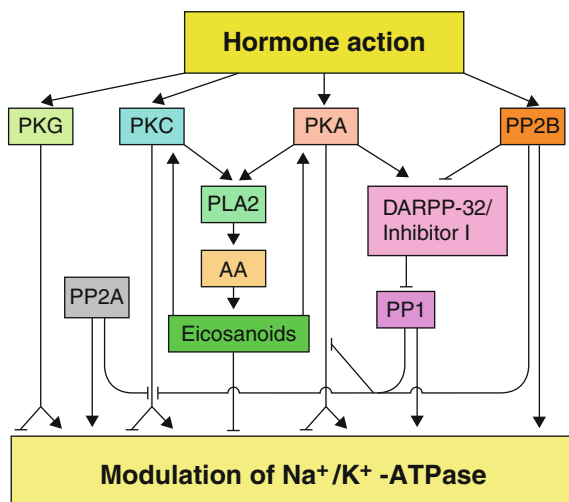 Hormone action
PKG
PKC
PKA
PP2B
PLA2
DARPP-32/
Inhibitor I
AA
PP2A
PP1
Eicosanoids
Modulation of Na⁺/K⁺ -ATPase